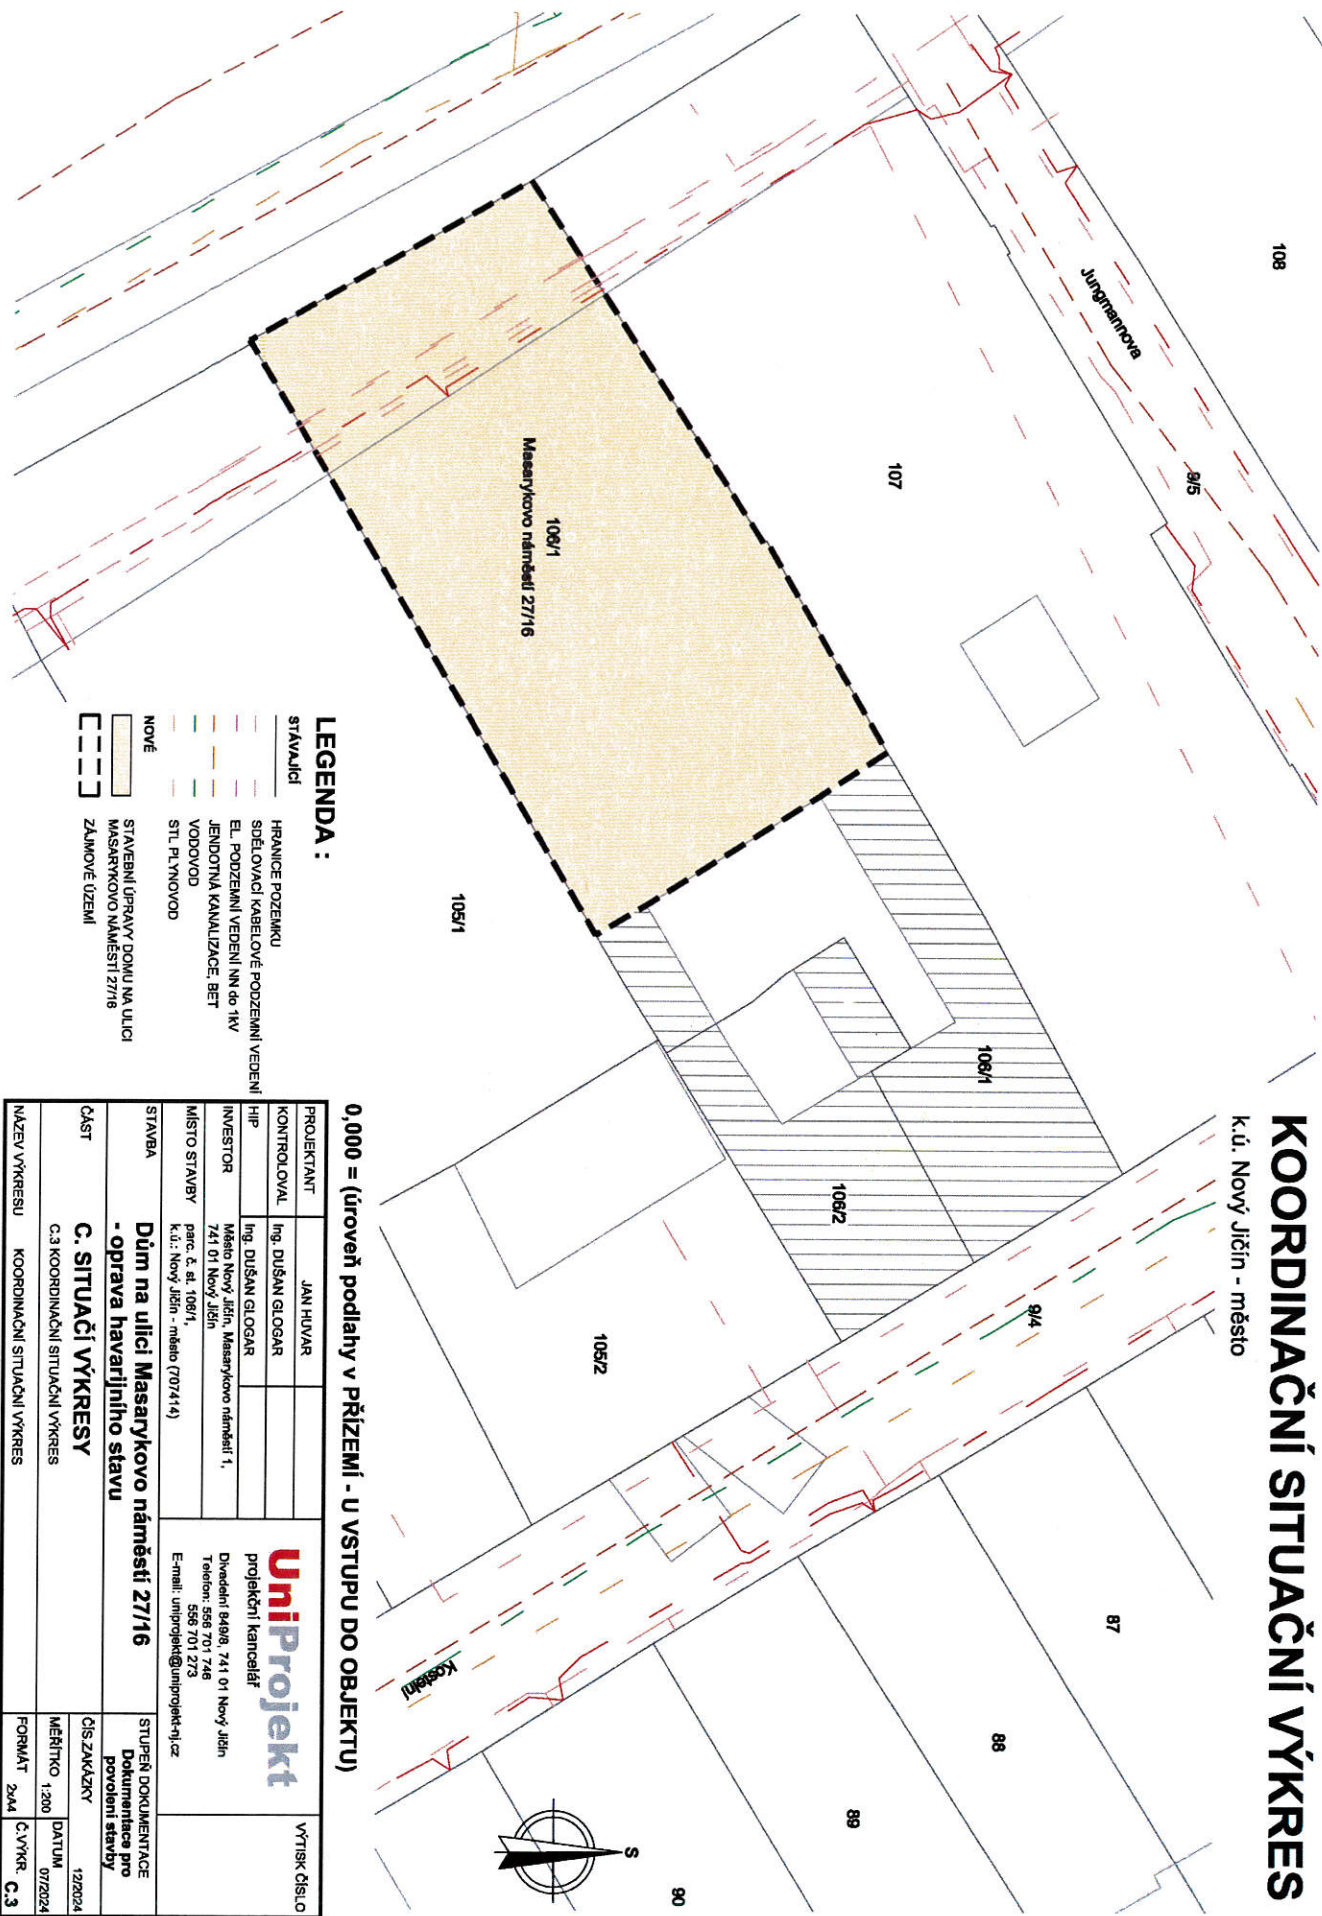 KOORDINAČNÍ SITUAČNÍ VÝKRES
k.ú. Nový Jičín - město
108
Jungmannova
9/5
107
106/1
Masarykovo náměstí 27/16
105/1
106/1
106/2
9/4
105/2
87
88
89
90
Kostelní
S
LEGENDA :
STÁVAJÍCÍ
HRANICE POZEMKU
SDĚLOVACÍ KABELOVÉ PODZEMNÍ VEDENÍ
EL. PODZEMNÍ VEDENÍ NN do 1kV
JENDOTNÁ KANALIZACE, BET
VODOVOD
STL PLYNOVOD
NOVÉ
STAVEBNÍ ÚPRAVY DOMU NA ULICI
MASARYKOVO NÁMĚSTÍ 27/16
ZÁJMOVÉ ÚZEMÍ
0,000 = (úroveň podlahy v PŘÍZEMÍ - U VSTUPU DO OBJEKTU)
PROJEKTANT JAN HUVAR
KONTROLOVAL Ing. DUŠAN GLOGAR
HIP Ing. DUŠAN GLOGAR
INVESTOR Město Nový Jičín, Masarykovo náměstí 1,
741 01 Nový Jičín
MÍSTO STAVBY parc. č. st. 106/1,
k.ú.: Nový Jičín - město (707414)
UniProjekt
projekční kancelář
Divadelní 849/8, 741 01 Nový Jičín
Telefon: 556 701 746
556 701 273
E-mail: uniprojekt@uniprojekt-nj.cz
VÝTISK ČÍSLO
STAVBA Dům na ulici Masarykovo náměstí 27/16
- oprava havarijního stavu
STUPEŇ DOKUMENTACE
Dokumentace pro
povolení stavby
ČÁST C. SITUAČÍ VÝKRESY
C.3 KOORDINAČNÍ SITUAČNÍ VÝKRES
ČÍS.ZAKÁZKY 12/2024
MĚŘÍTKO 1:200 DATUM 07/2024
NÁZEV VÝKRESU KOORDINAČNÍ SITUAČNÍ VÝKRES
FORMÁT 2xA4 Č.VÝKR. C.3